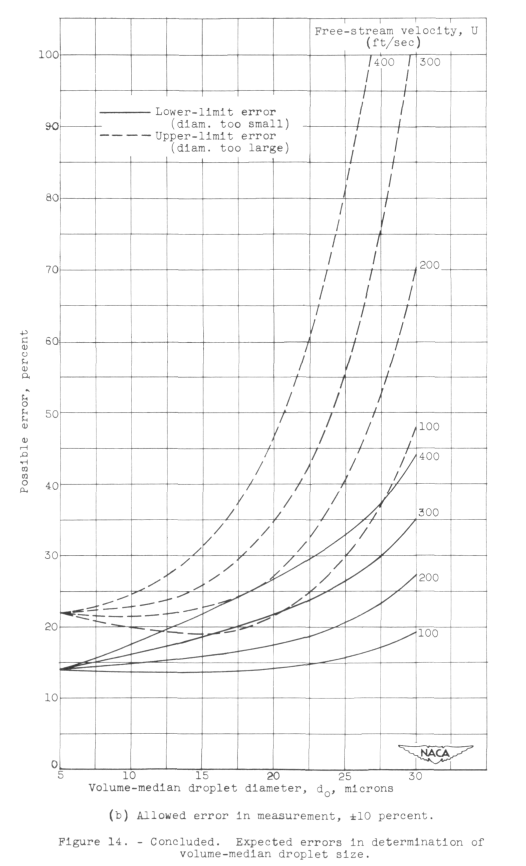 Free-stream velocity, U
(ft/sec)
400
300
Lower-limit error
(diam. too small)
Upper-limit error
(diam. too large)
100
90
80
70
60
50
40
30
20
10
0
200
100
400
300
200
100
Possible error, percent
NACA
5
10
15
20
25
30
Volume-median droplet diameter, do, microns
(b) Allowed error in measurement, ±10 percent.
Figure 14. - Concluded. Expected errors in determination of
volume-median droplet size.